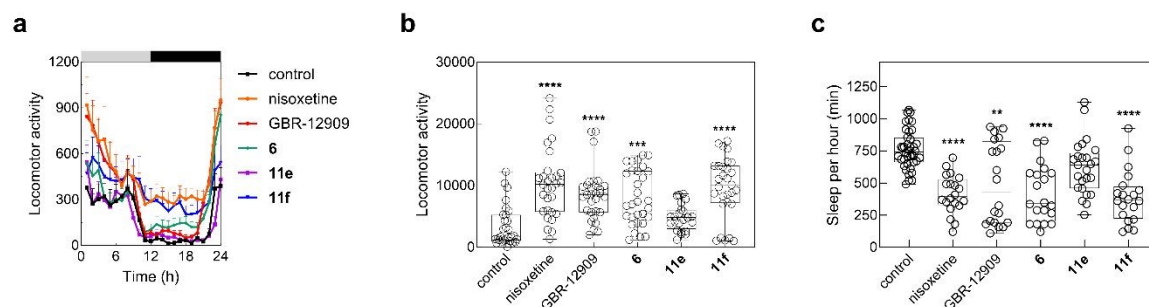 a
1200
900
600
300
0
Locomotor activity
0 6 12 18 24
Time (h)
control
nisoxetine
GBR-12909
6
11e
11f
b
30000
20000
10000
0
Locomotor activity
****
****
***
****
control
nisoxetine
GBR-12909
6
11e
11f
c
1250
1000
750
500
250
0
Sleep per hour (min)
****
**
****
****
control
nisoxetine
GBR-12909
6
11e
11f